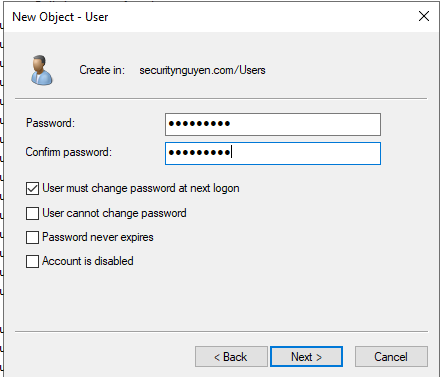 New Object - User
Create in: securitynguyen.com/Users
Password: •••••••••
Confirm password: •••••••••
User must change password at next logon
User cannot change password
Password never expires
Account is disabled
< Back Next > Cancel